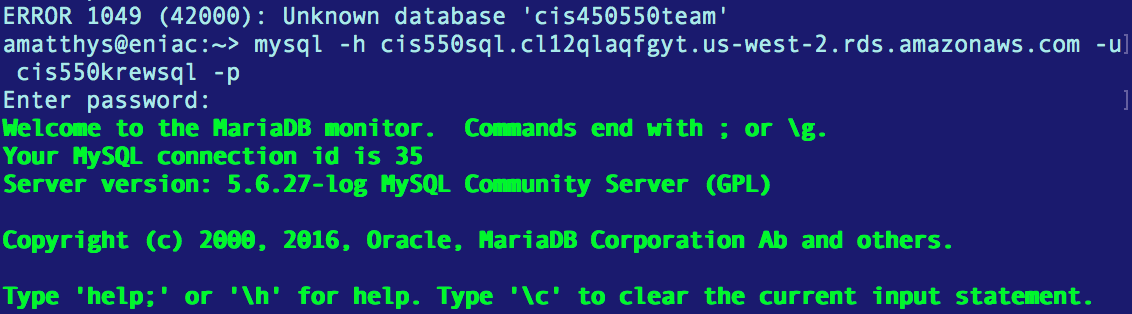 ERROR 1049 (42000): Unknown database 'cis450550team'
amatthys@eniac:~> mysql -h cis550sql.cl12qlaqfgyt.us-west-2.rds.amazonaws.com -u]
 cis550krewsql -p
Enter password: ]
Welcome to the MariaDB monitor.  Commands end with ; or \g.
Your MySQL connection id is 35
Server version: 5.6.27-log MySQL Community Server (GPL)

Copyright (c) 2000, 2016, Oracle, MariaDB Corporation Ab and others.

Type 'help;' or '\h' for help. Type '\c' to clear the current input statement.